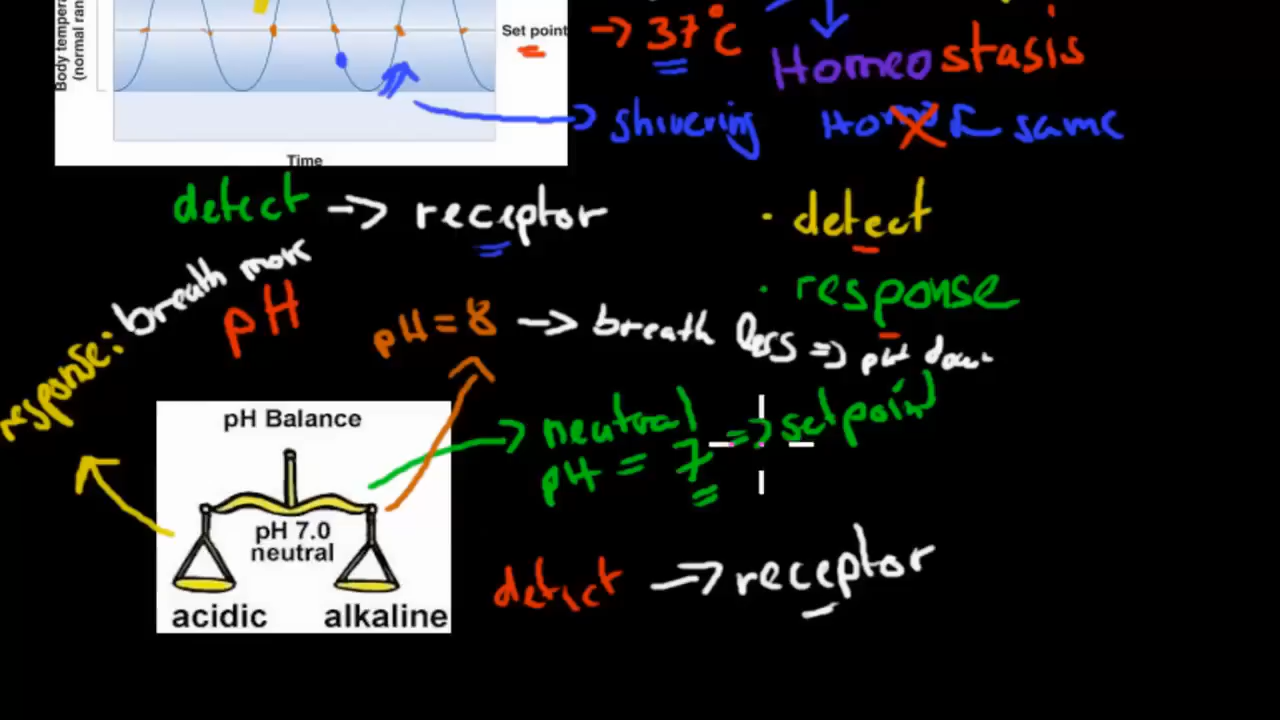 Body tempera
(normal ran
Set point
→ 37°C
Homeostasis
→ shivering
Homo same
Time
detect → receptor
· detect
response: breath more
· response
pH
pH = 8 → breath less ⇒ pH down
neutral ⇒ setpoint
pH = 7
pH Balance
pH 7.0
neutral
acidic alkaline
detect → receptor